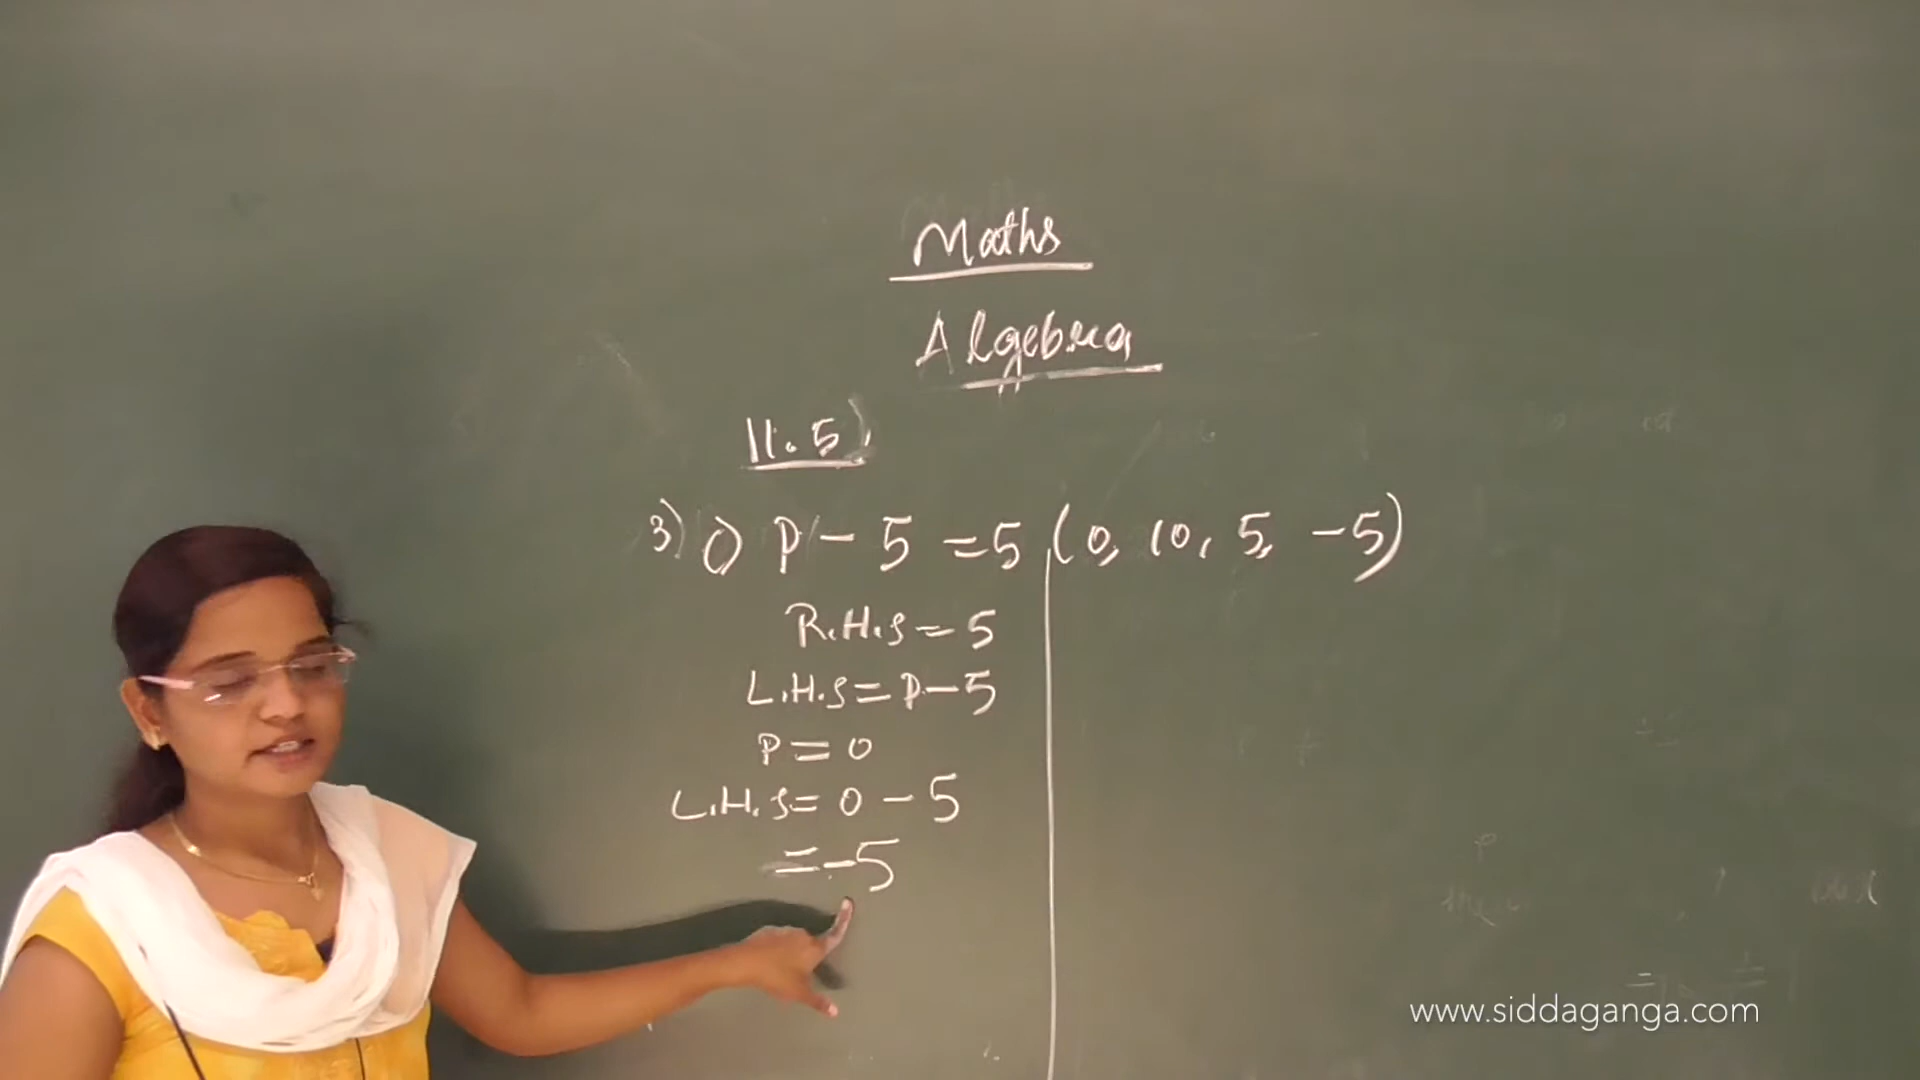 Maths
Algebra
11.5)
3) 1) P - 5 = 5 (0, 10, 5, -5)
R.H.S = 5
L.H.S = P - 5
P = 0
L.H.S = 0 - 5
= -5
www.siddaganga.com